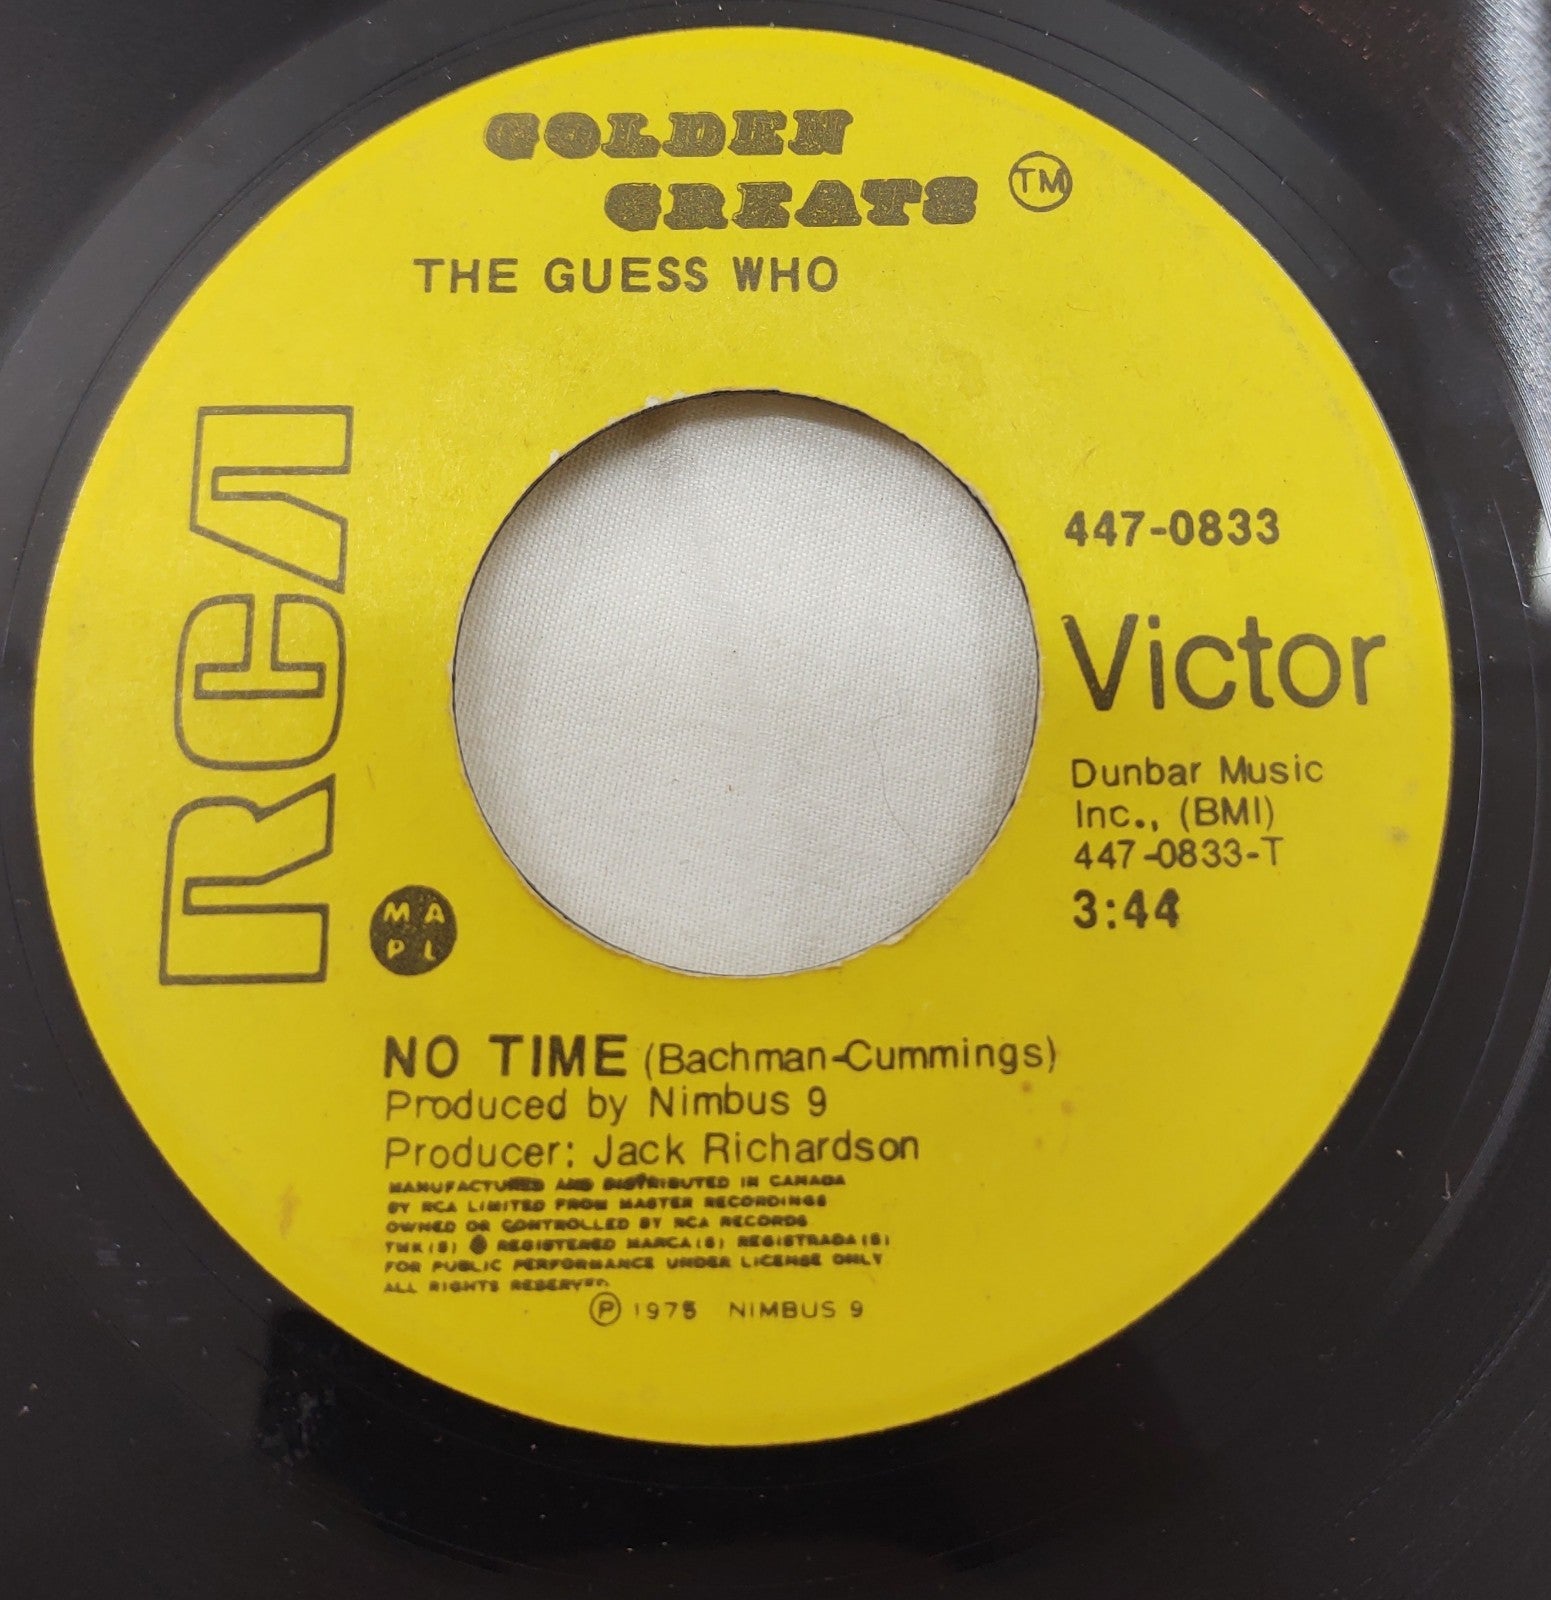 GOLDEN
GREATS TM
THE GUESS WHO
RCA
447-0833
Victor
Dunbar Music
Inc., (BMI)
447-0833-T
3:44
MA
PL
NO TIME (Bachman-Cummings)
Produced by Nimbus 9
Producer: Jack Richardson
MANUFACTURED AND DISTRIBUTED IN CANADA
BY RCA LIMITED FROM MASTER RECORDINGS
OWNED OR CONTROLLED BY RCA RECORDS
TMK(S) ® REGISTERED MARCA(S) REGISTRADA(S)
FOR PUBLIC PERFORMANCE UNDER LICENSE ONLY
ALL RIGHTS RESERVED.
℗ 1975 NIMBUS 9